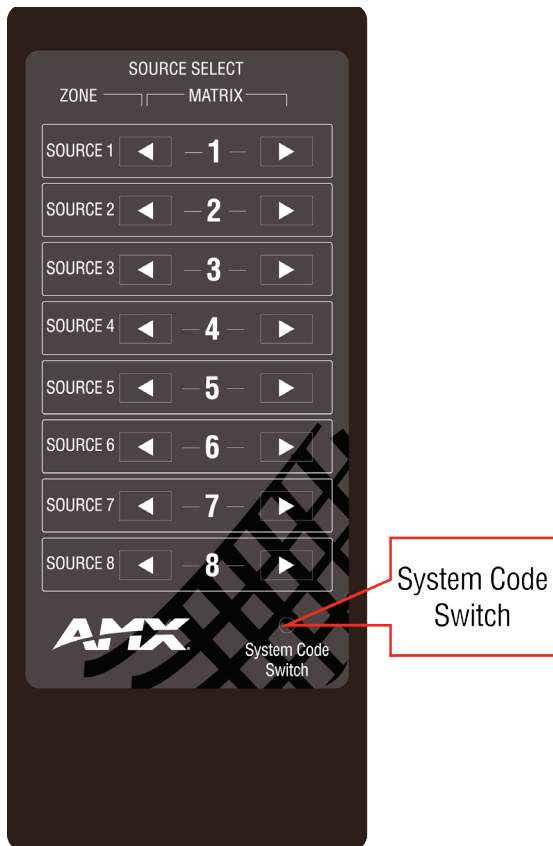 SOURCE SELECT
ZONE MATRIX
SOURCE 1 1
SOURCE 2 2
SOURCE 3 3
SOURCE 4 4
SOURCE 5 5
SOURCE 6 6
SOURCE 7 7
SOURCE 8 8
AMX
System Code
Switch
System Code
Switch